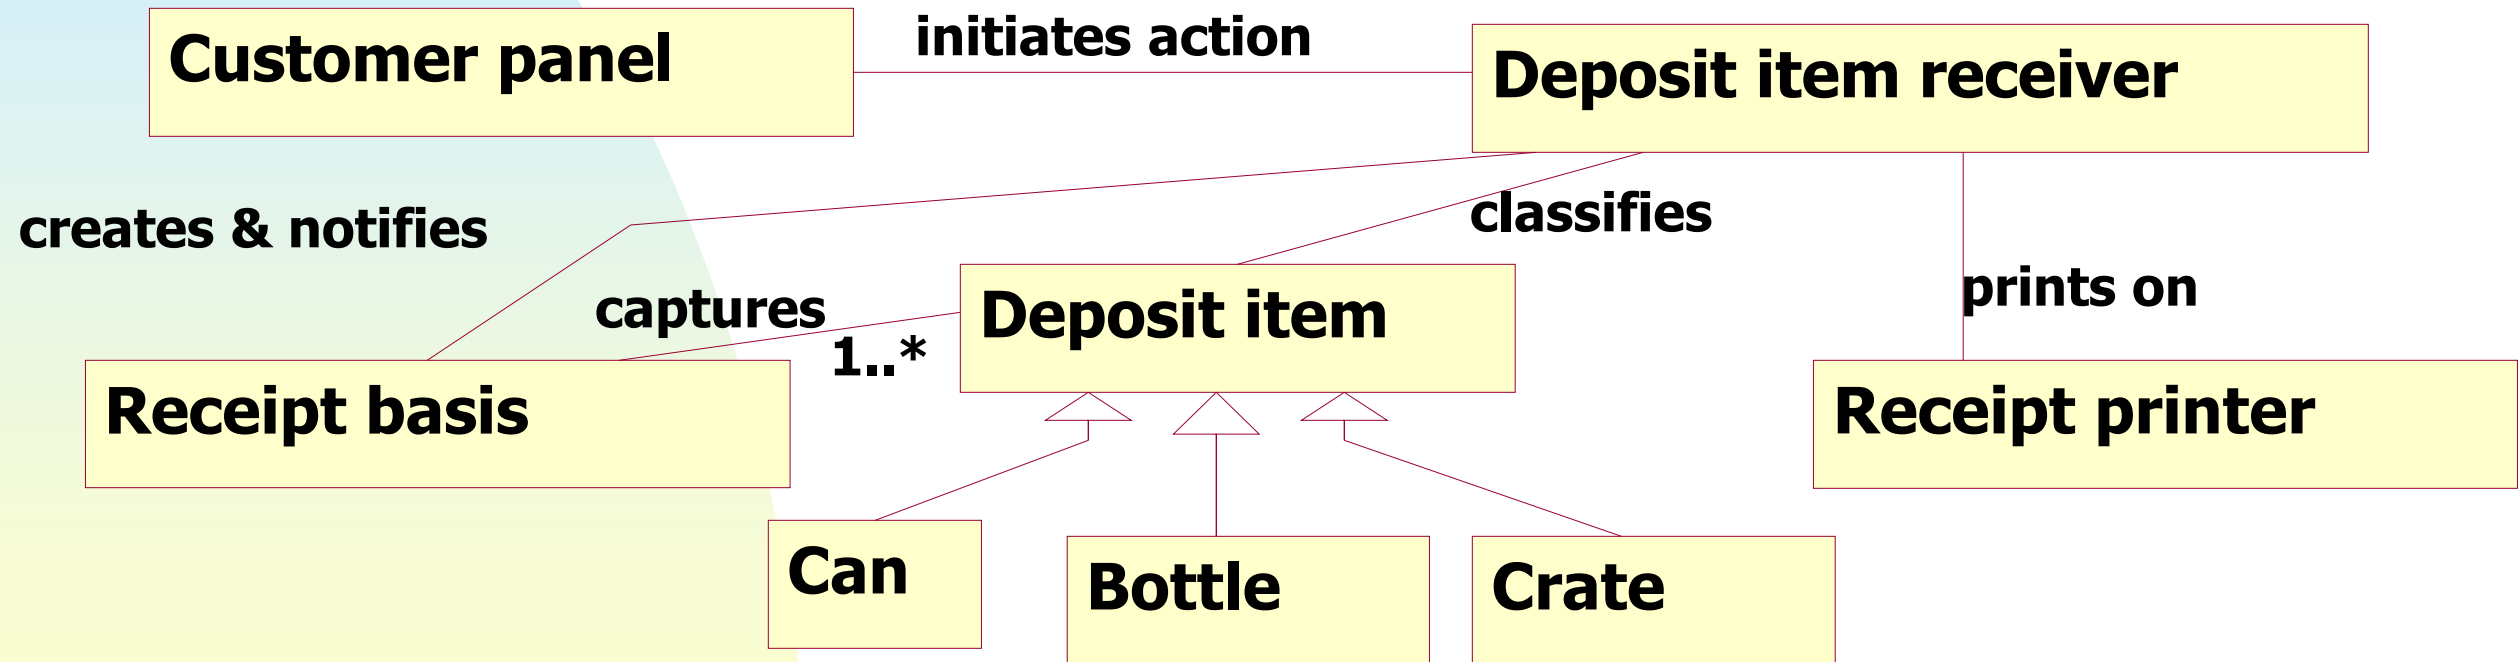 Customer panel
initiates action
Deposit item receiver
creates & notifies
classifies
captures
1..*
Deposit item
prints on
Receipt basis
Receipt printer
Can
Bottle
Crate